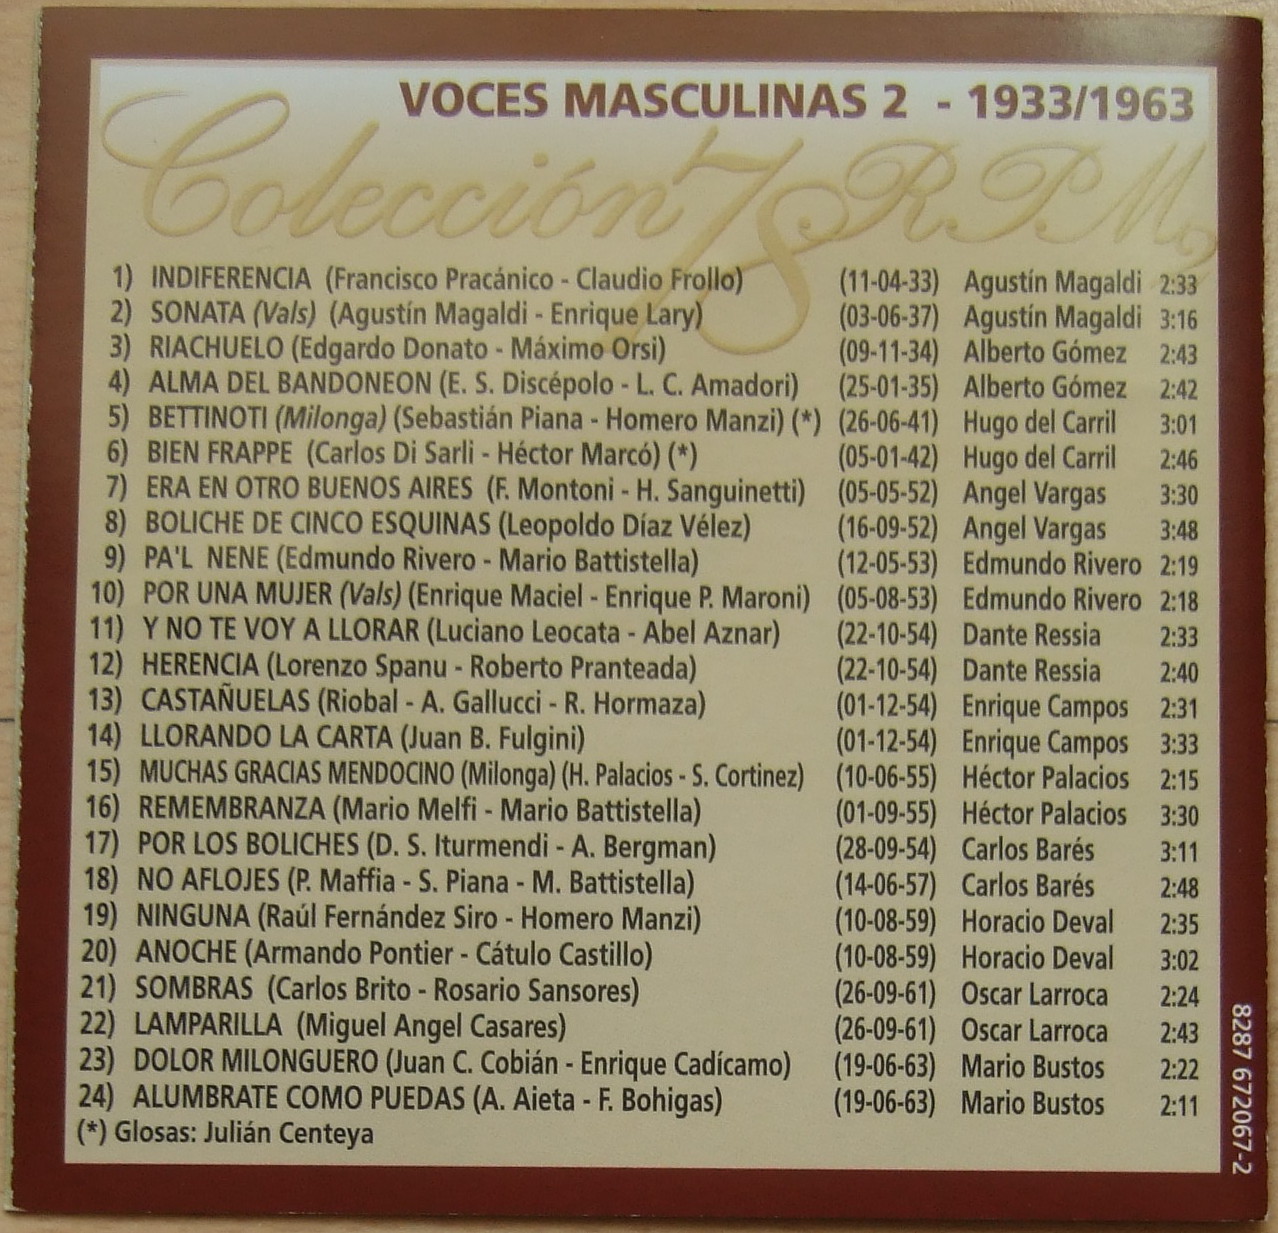 VOCES MASCULINAS 2 - 1933/1963
Colección 78 R.P.M.
1) INDIFERENCIA (Francisco Pracánico - Claudio Frollo) (11-04-33) Agustín Magaldi 2:33
2) SONATA (Vals) (Agustín Magaldi - Enrique Lary) (03-06-37) Agustín Magaldi 3:16
3) RIACHUELO (Edgardo Donato - Máximo Orsi) (09-11-34) Alberto Gómez 2:43
4) ALMA DEL BANDONEON (E. S. Discépolo - L. C. Amadori) (25-01-35) Alberto Gómez 2:42
5) BETTINOTI (Milonga) (Sebastián Piana - Homero Manzi) (*) (26-06-41) Hugo del Carril 3:01
6) BIEN FRAPPE (Carlos Di Sarli - Héctor Marcó) (*) (05-01-42) Hugo del Carril 2:46
7) ERA EN OTRO BUENOS AIRES (F. Montoni - H. Sanguinetti) (05-05-52) Angel Vargas 3:30
8) BOLICHE DE CINCO ESQUINAS (Leopoldo Díaz Vélez) (16-09-52) Angel Vargas 3:48
9) PA'L NENE (Edmundo Rivero - Mario Battistella) (12-05-53) Edmundo Rivero 2:19
10) POR UNA MUJER (Vals) (Enrique Maciel - Enrique P. Maroni) (05-08-53) Edmundo Rivero 2:18
11) Y NO TE VOY A LLORAR (Luciano Leocata - Abel Aznar) (22-10-54) Dante Ressia 2:33
12) HERENCIA (Lorenzo Spanu - Roberto Pranteada) (22-10-54) Dante Ressia 2:40
13) CASTAÑUELAS (Riobal - A. Gallucci - R. Hormaza) (01-12-54) Enrique Campos 2:31
14) LLORANDO LA CARTA (Juan B. Fulgini) (01-12-54) Enrique Campos 3:33
15) MUCHAS GRACIAS MENDOCINO (Milonga) (H. Palacios - S. Cortinez) (10-06-55) Héctor Palacios 2:15
16) REMEMBRANZA (Mario Melfi - Mario Battistella) (01-09-55) Héctor Palacios 3:30
17) POR LOS BOLICHES (D. S. Iturmendi - A. Bergman) (28-09-54) Carlos Barés 3:11
18) NO AFLOJES (P. Maffia - S. Piana - M. Battistella) (14-06-57) Carlos Barés 2:48
19) NINGUNA (Raúl Fernández Siro - Homero Manzi) (10-08-59) Horacio Deval 2:35
20) ANOCHE (Armando Pontier - Cátulo Castillo) (10-08-59) Horacio Deval 3:02
21) SOMBRAS (Carlos Brito - Rosario Sansores) (26-09-61) Oscar Larroca 2:24
22) LAMPARILLA (Miguel Angel Casares) (26-09-61) Oscar Larroca 2:43
23) DOLOR MILONGUERO (Juan C. Cobián - Enrique Cadícamo) (19-06-63) Mario Bustos 2:22
24) ALUMBRATE COMO PUEDAS (A. Aieta - F. Bohigas) (19-06-63) Mario Bustos 2:11
(*) Glosas: Julián Centeya
8287 672067-2